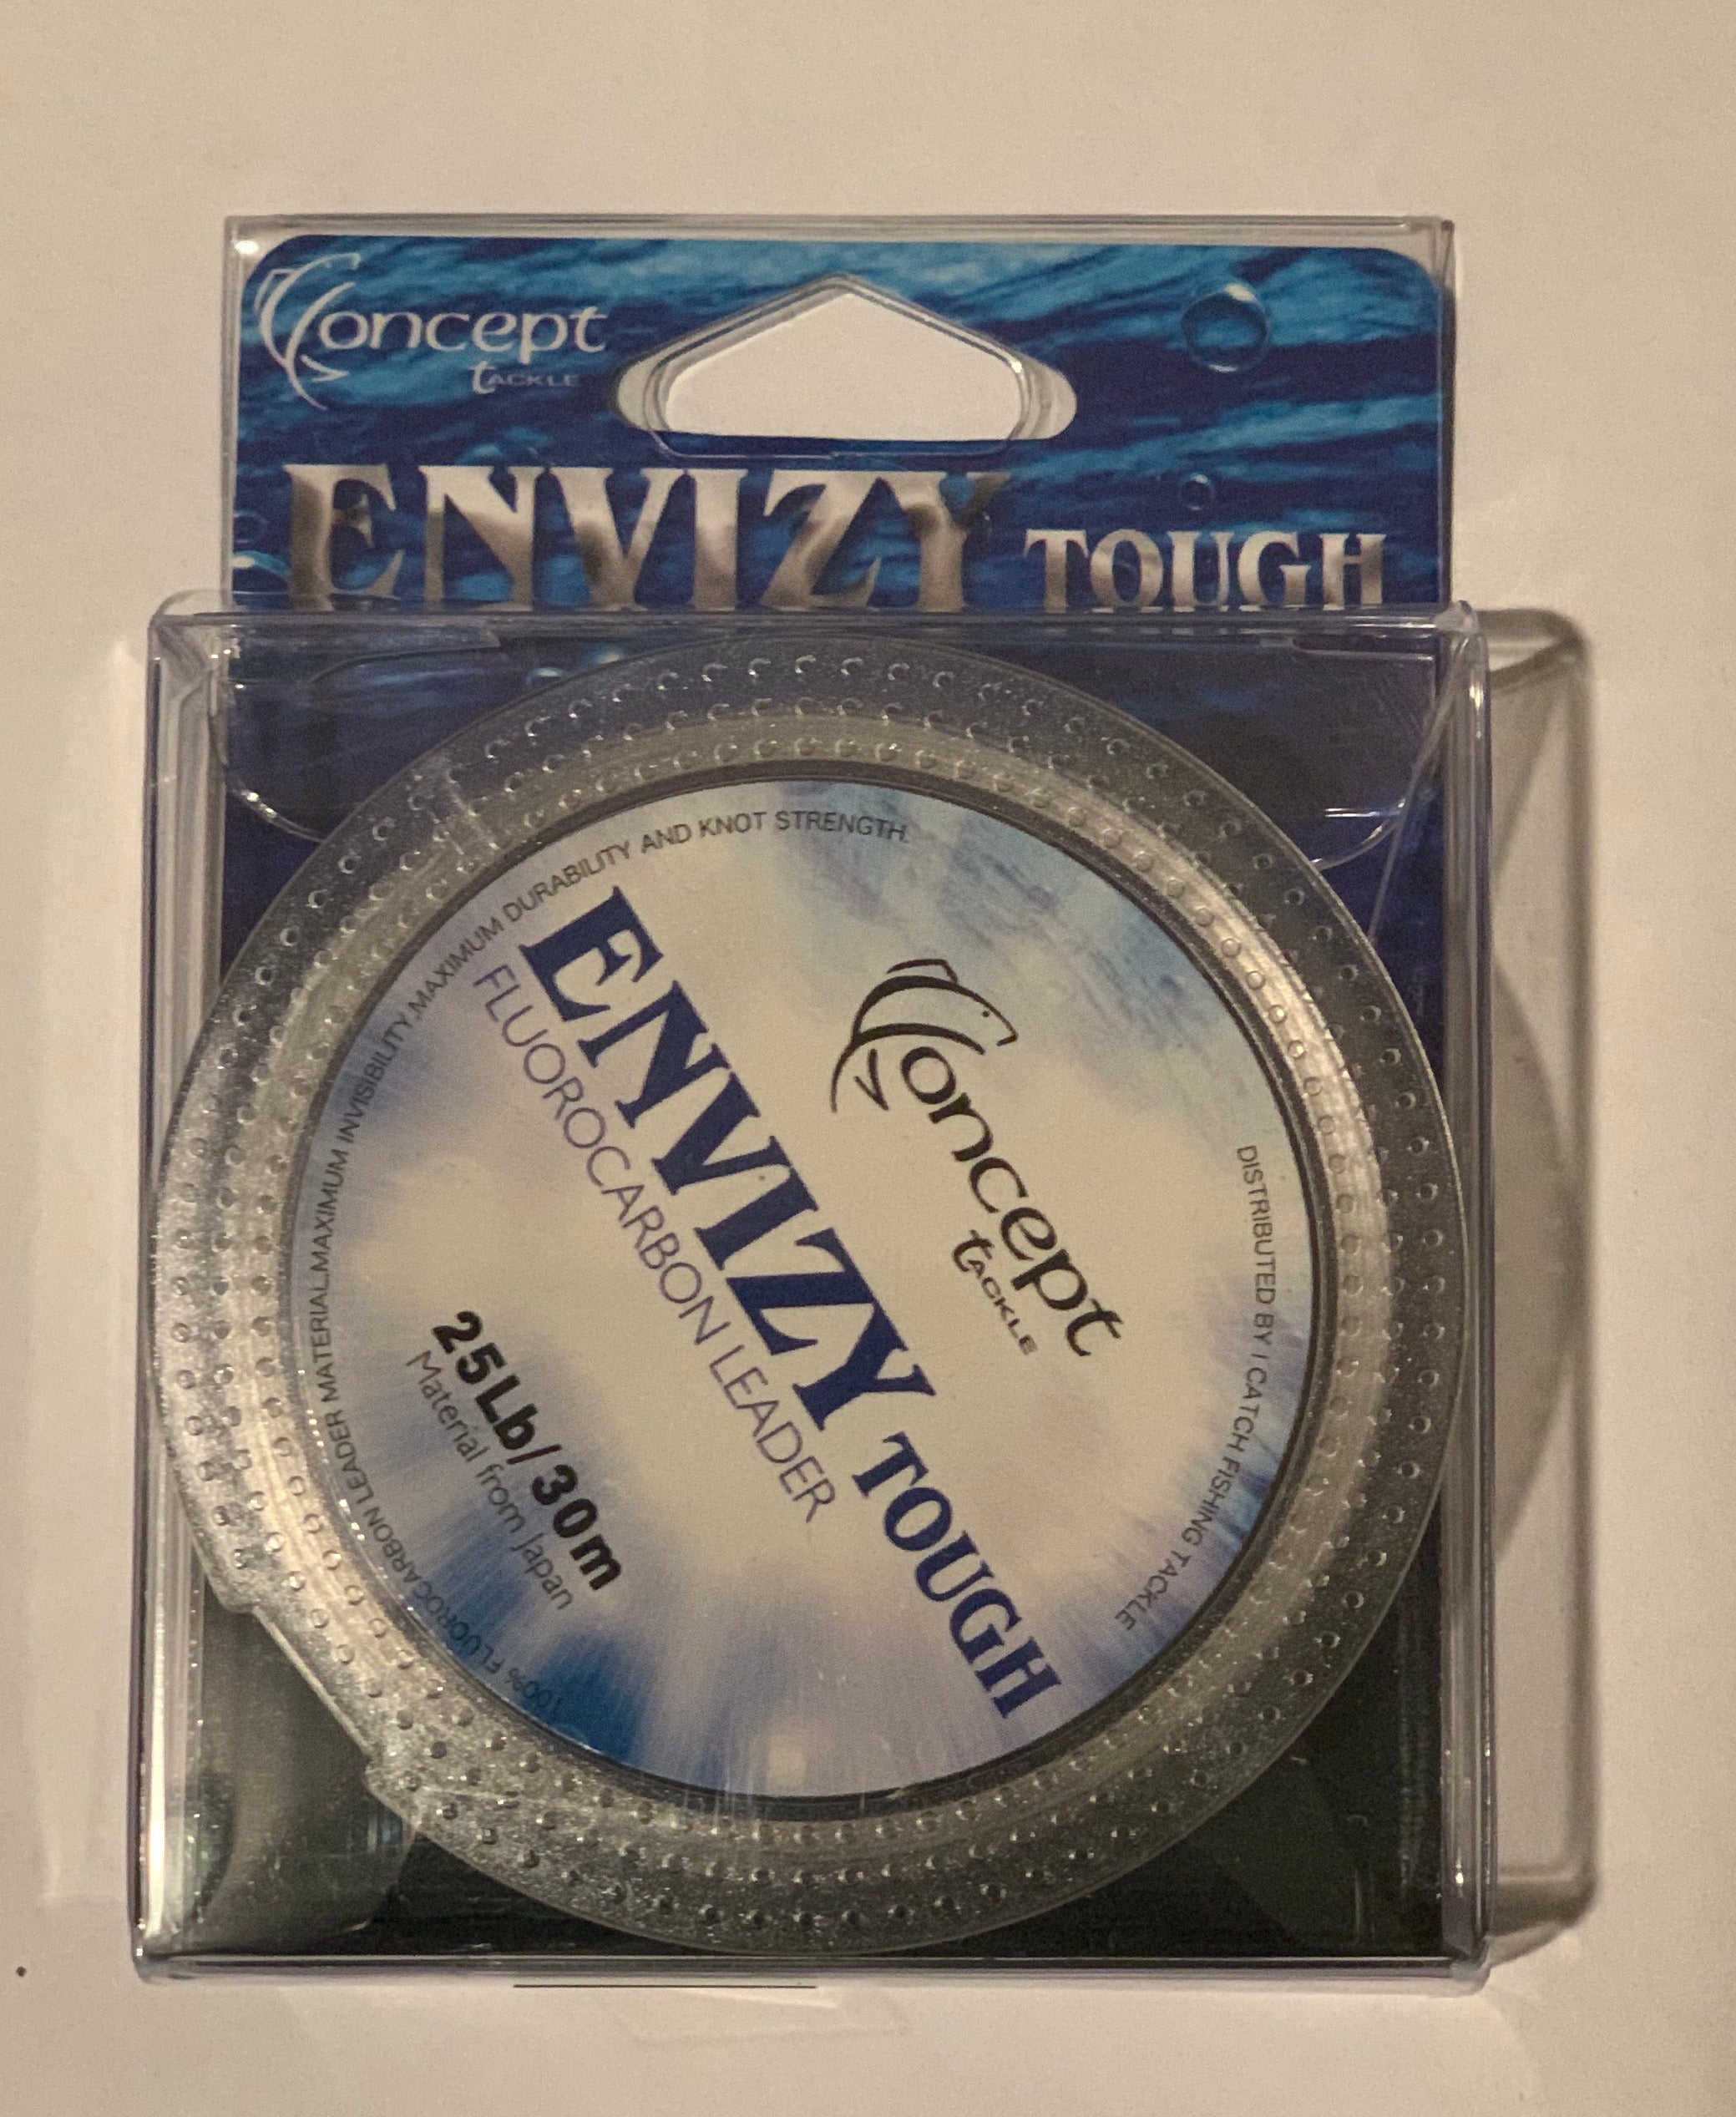 Concept
tACKLE
ENVIZY TOUGH
100% FLUOROCARBON LEADER MATERIAL.MAXIMUM INVISIBILITY.MAXIMUM DURABILITY AND KNOT STRENGTH.
Concept
tACKLE
ENVIZY TOUGH
FLUOROCARBON LEADER
25Lb/30m
Material from Japan
DISTRIBUTED BY I CATCH FISHING TACKLE